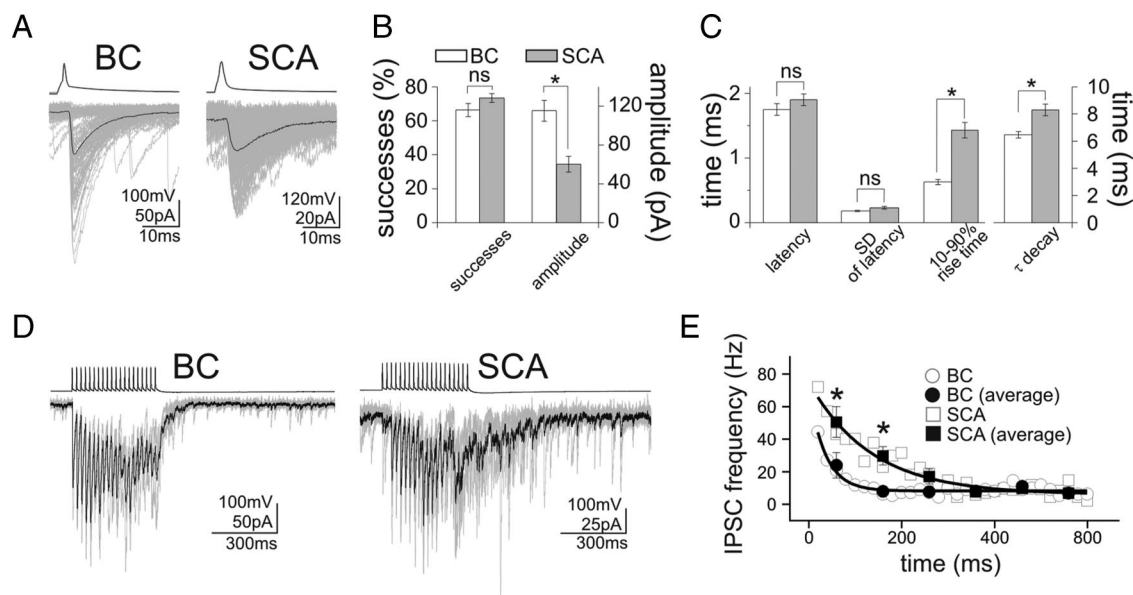 A
BC
SCA
100mV
50pA
10ms
120mV
20pA
10ms
B
BC
SCA
successes (%)
80
60
40
20
0
ns
*
120
80
40
0
amplitude (pA)
successes
amplitude
C
time (ms)
2
1
0
ns
ns
*
*
10
8
6
4
2
0
time (ms)
latency
SD
of latency
10-90%
rise time
τ decay
D
BC
100mV
50pA
300ms
SCA
100mV
25pA
300ms
E
IPSC frequency (Hz)
80
60
40
20
0
*
*
BC
BC (average)
SCA
SCA (average)
0
200
400
800
time (ms)